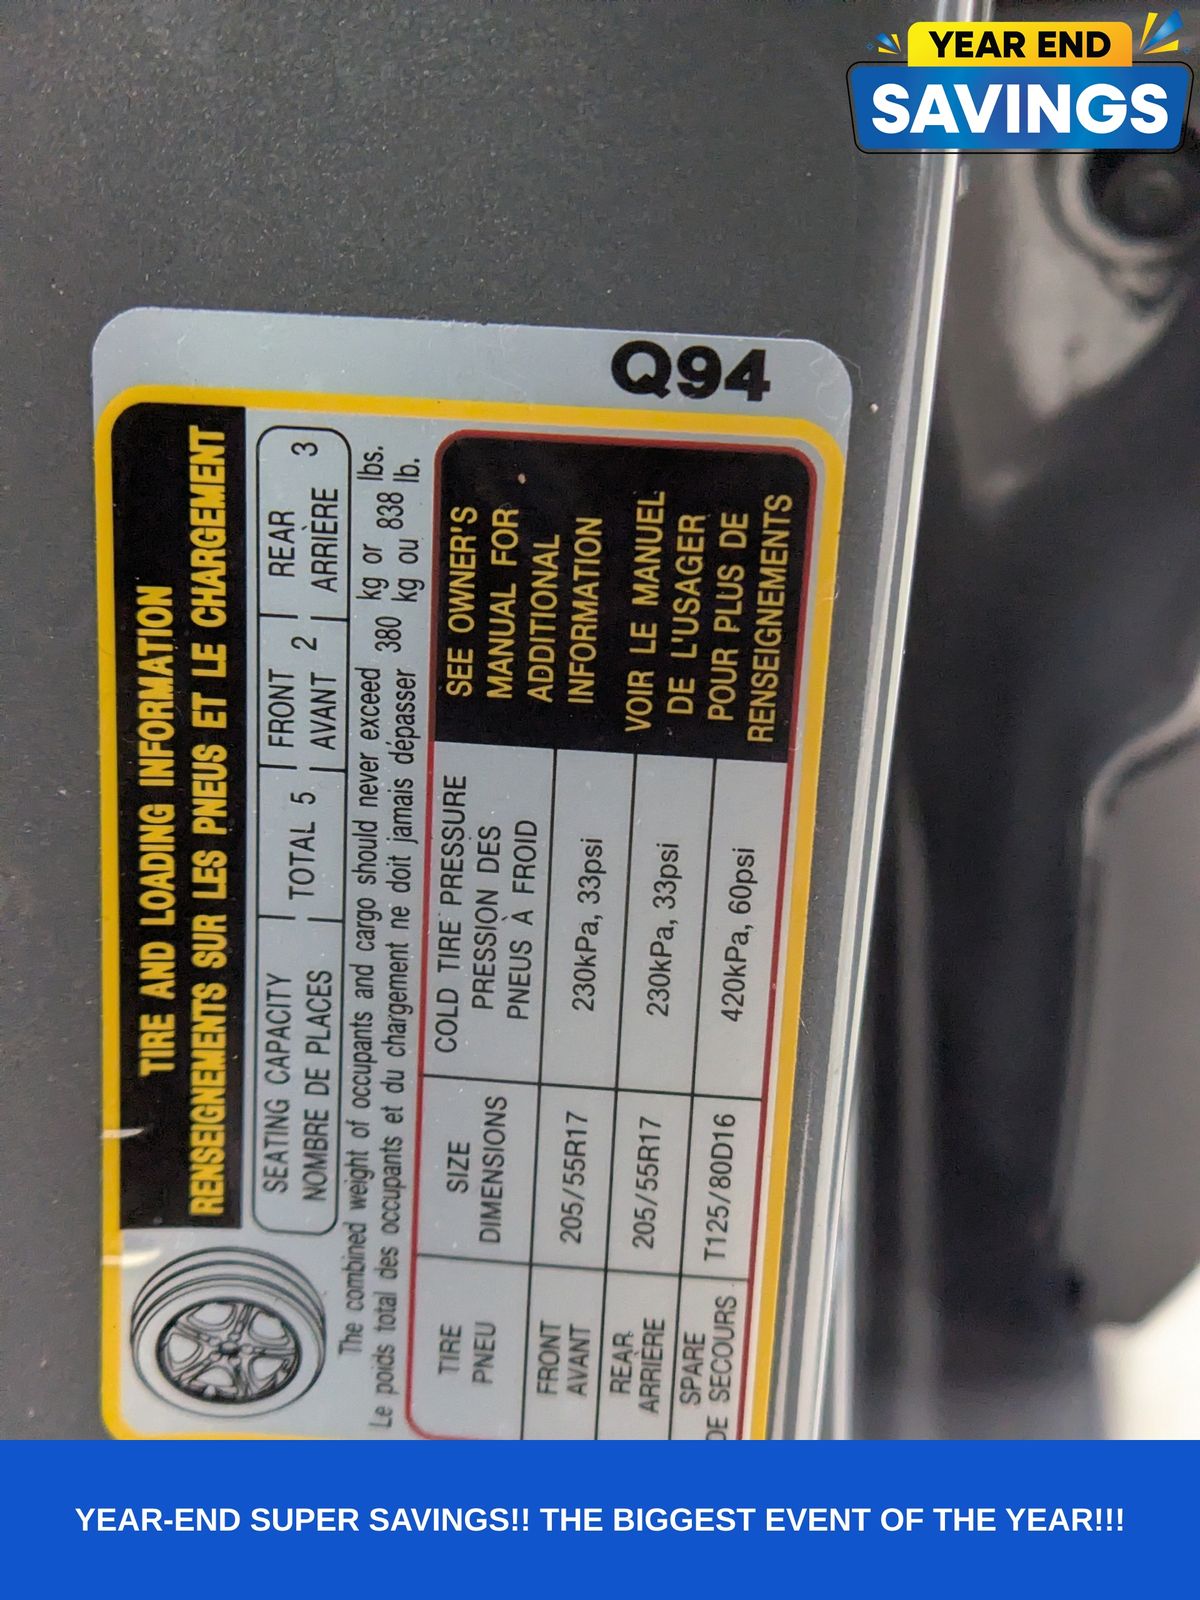 YEAR END
SAVINGS
Q94
TIRE AND LOADING INFORMATION
RENSEIGNEMENTS SUR LES PNEUS ET LE CHARGEMENT
SEATING CAPACITY | TOTAL 5 | FRONT 2 | REAR 3
NOMBRE DE PLACES | AVANT | ARRIÈRE
The combined weight of occupants and cargo should never exceed 380 kg or 838 lbs.
Le poids total des occupants et du chargement ne doit jamais dépasser 380 kg ou 838 lb.
TIRE
PNEU
SIZE
DIMENSIONS
COLD TIRE PRESSURE
PRESSION DES
PNEUS À FROID
FRONT
AVANT
205/55R17
230kPa, 33psi
REAR
ARRIÈRE
205/55R17
230kPa, 33psi
SPARE
DE SECOURS
T125/80D16
420kPa, 60psi
SEE OWNER'S
MANUAL FOR
ADDITIONAL
INFORMATION
VOIR LE MANUEL
DE L'USAGER
POUR PLUS DE
RENSEIGNEMENTS
YEAR-END SUPER SAVINGS!! THE BIGGEST EVENT OF THE YEAR!!!